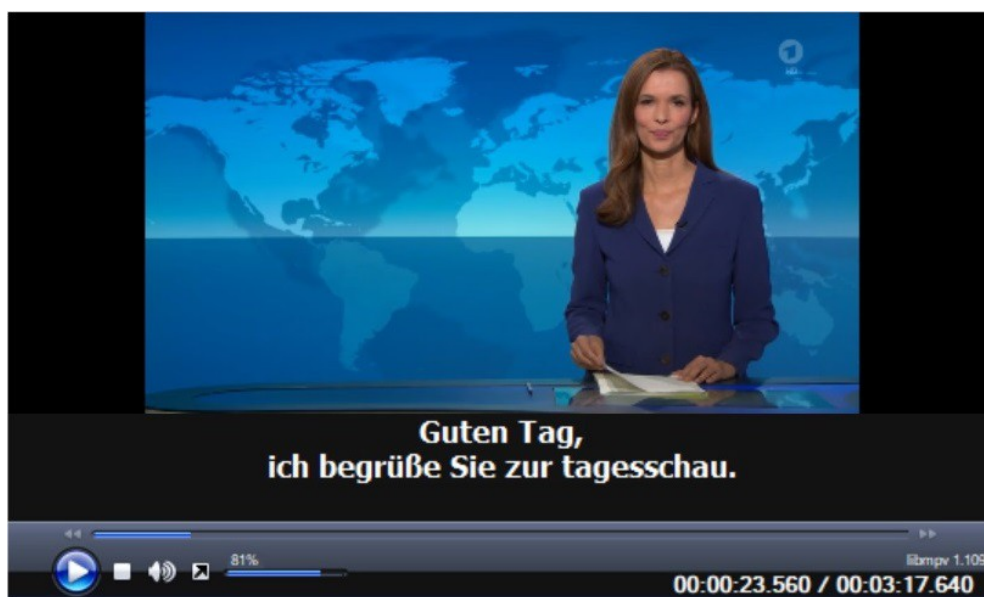 HD
Guten Tag,
ich begrüße Sie zur tagesschau.
81%
libmpv 1.109
00:00:23.560 / 00:03:17.640